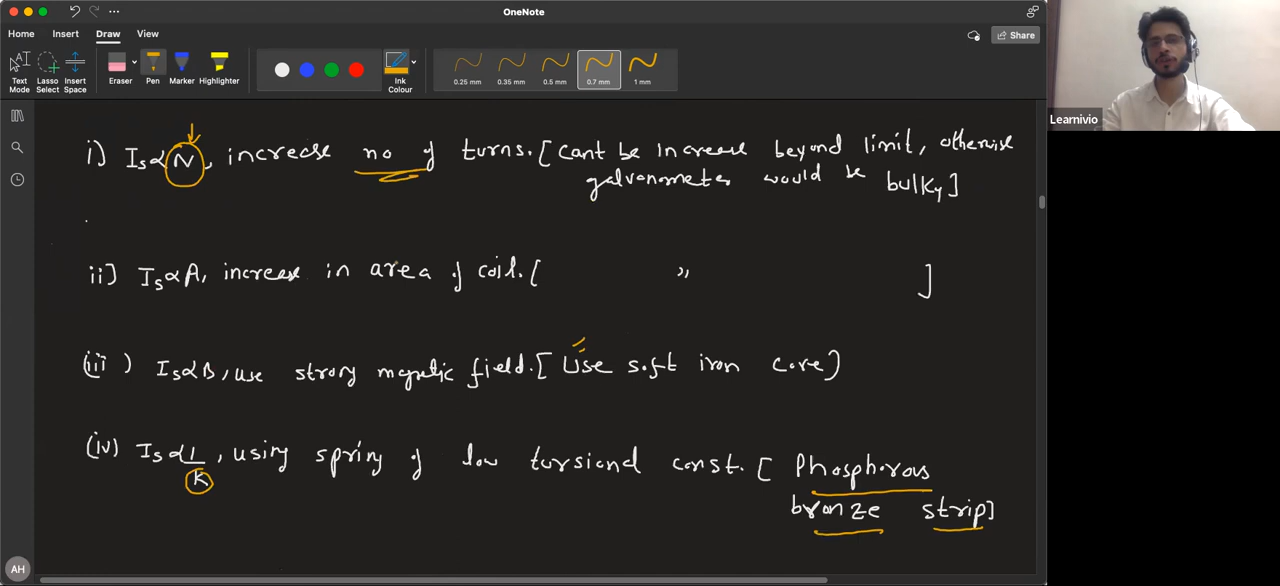 OneNote
Home Insert Draw View
Share
Text Mode
Lasso Select
Insert Space
Eraser
Pen
Marker
Highlighter
Ink Colour
0.25 mm
0.35 mm
0.5 mm
0.7 mm
1 mm
Learnivio
i) Is∝N, increase no of turns. [cant be increase beyond limit, otherwise
galvonometer would be bulky]
ii] Is∝A, increase in area of coil. [ " ]
(iii) Is∝B, use strong magnetic field. [Use soft iron core)
(iv) Is∝1/K, using spring of low torsional const. [Phosphorous
bronze strip]
AH